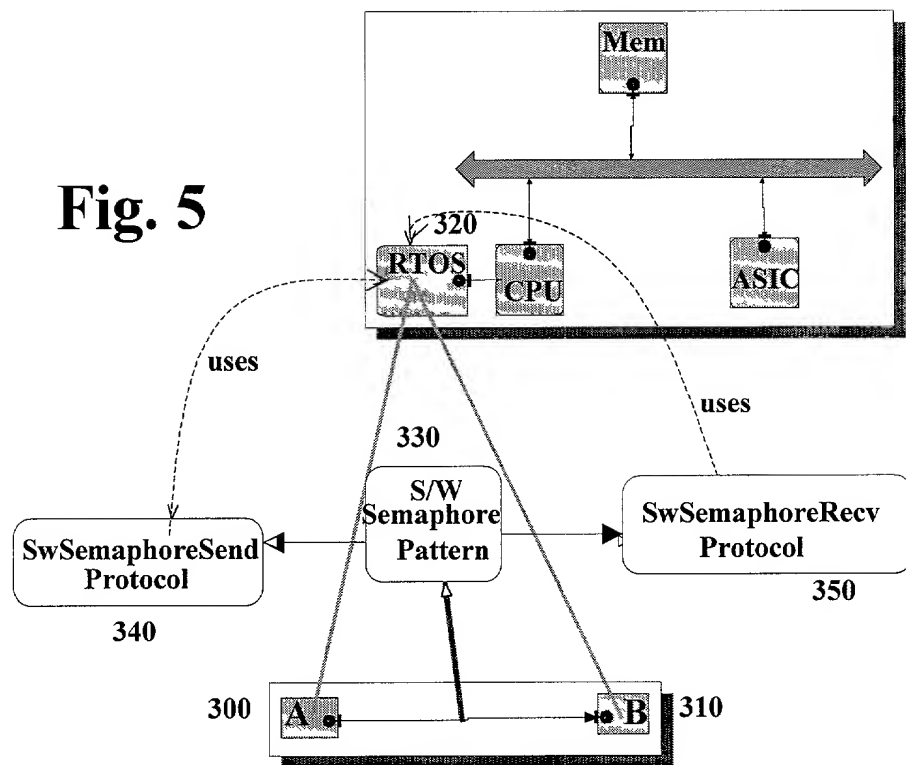 Mem
Fig. 5
320
RTOS
CPU
ASIC
uses
uses
330
S/W
Semaphore
Pattern
SwSemaphoreSend
Protocol
SwSemaphoreRecv
Protocol
340
350
300
A
B
310